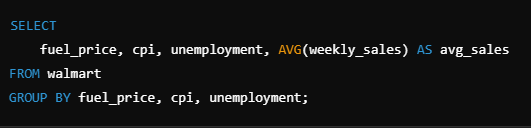 SELECT
    fuel_price, cpi, unemployment, AVG(weekly_sales) AS avg_sales
FROM walmart
GROUP BY fuel_price, cpi, unemployment;